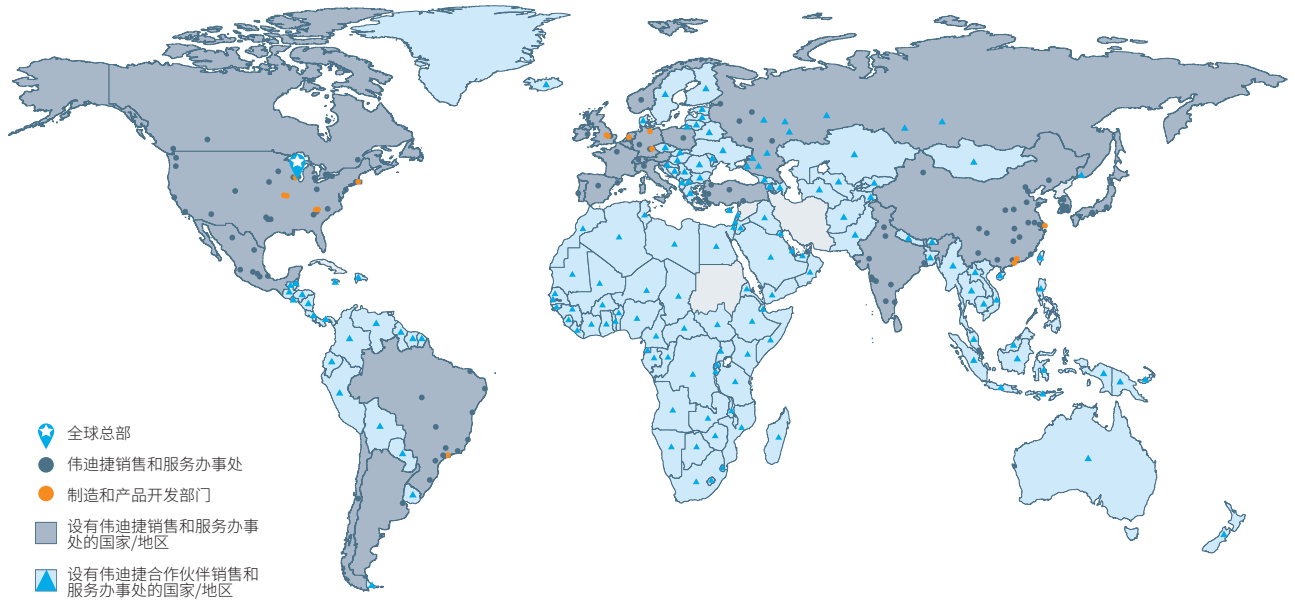 全球总部
伟迪捷销售和服务办事处
制造和产品开发部门
设有伟迪捷销售和服务办事
处的国家/地区
设有伟迪捷合作伙伴销售和
服务办事处的国家/地区